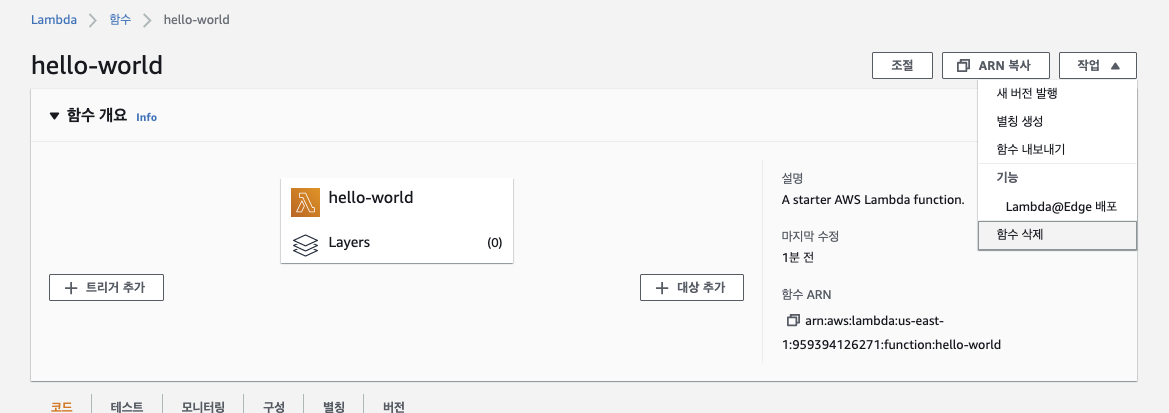 Lambda 함수 hello-world
hello-world
조절 ARN 복사 작업
새 버전 발행
별칭 생성
함수 내보내기
기능
Lambda@Edge 배포
함수 삭제
함수 개요 Info
hello-world
Layers (0)
트리거 추가
대상 추가
설명
A starter AWS Lambda function.
마지막 수정
1분 전
함수 ARN
arn:aws:lambda:us-east-
1:959394126271:function:hello-world
코드 테스트 모니터링 구성 별칭 버전